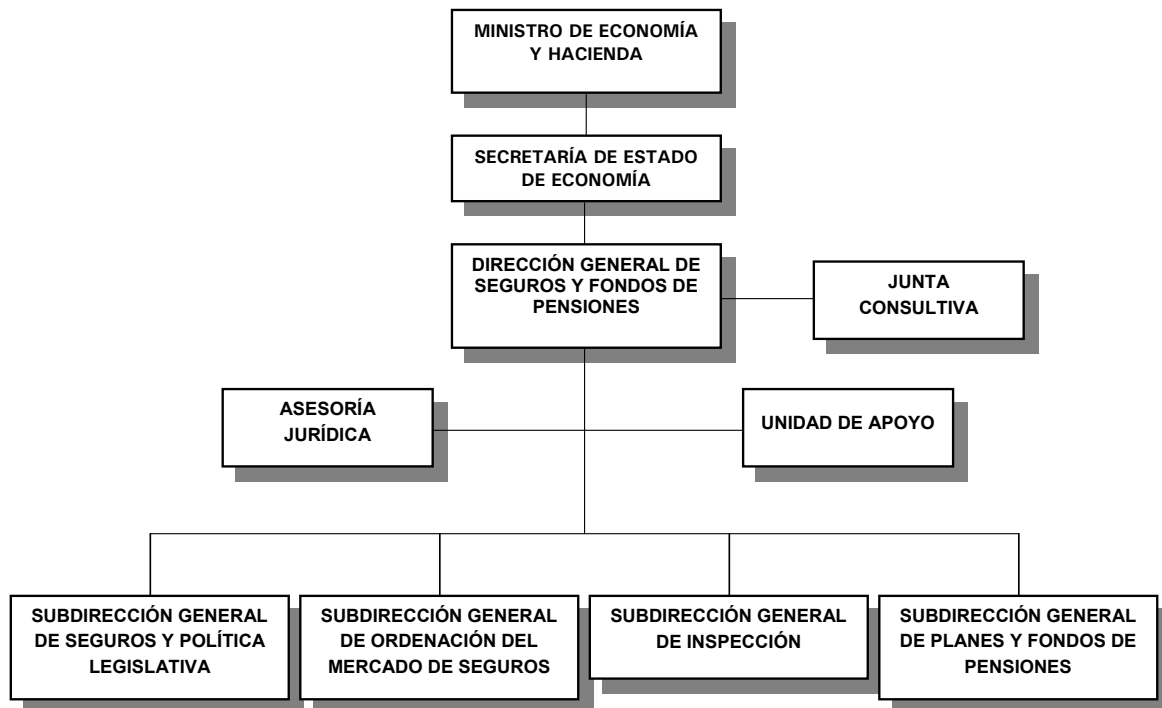 MINISTRO DE ECONOMÍA
Y HACIENDA
SECRETARÍA DE ESTADO
DE ECONOMÍA
DIRECCIÓN GENERAL DE
SEGUROS Y FONDOS DE
PENSIONES
JUNTA
CONSULTIVA
ASESORÍA
JURÍDICA
UNIDAD DE APOYO
SUBDIRECCIÓN GENERAL
DE SEGUROS Y POLÍTICA
LEGISLATIVA
SUBDIRECCIÓN GENERAL
DE ORDENACIÓN DEL
MERCADO DE SEGUROS
SUBDIRECCIÓN GENERAL
DE INSPECCIÓN
SUBDIRECCIÓN GENERAL
DE PLANES Y FONDOS DE
PENSIONES